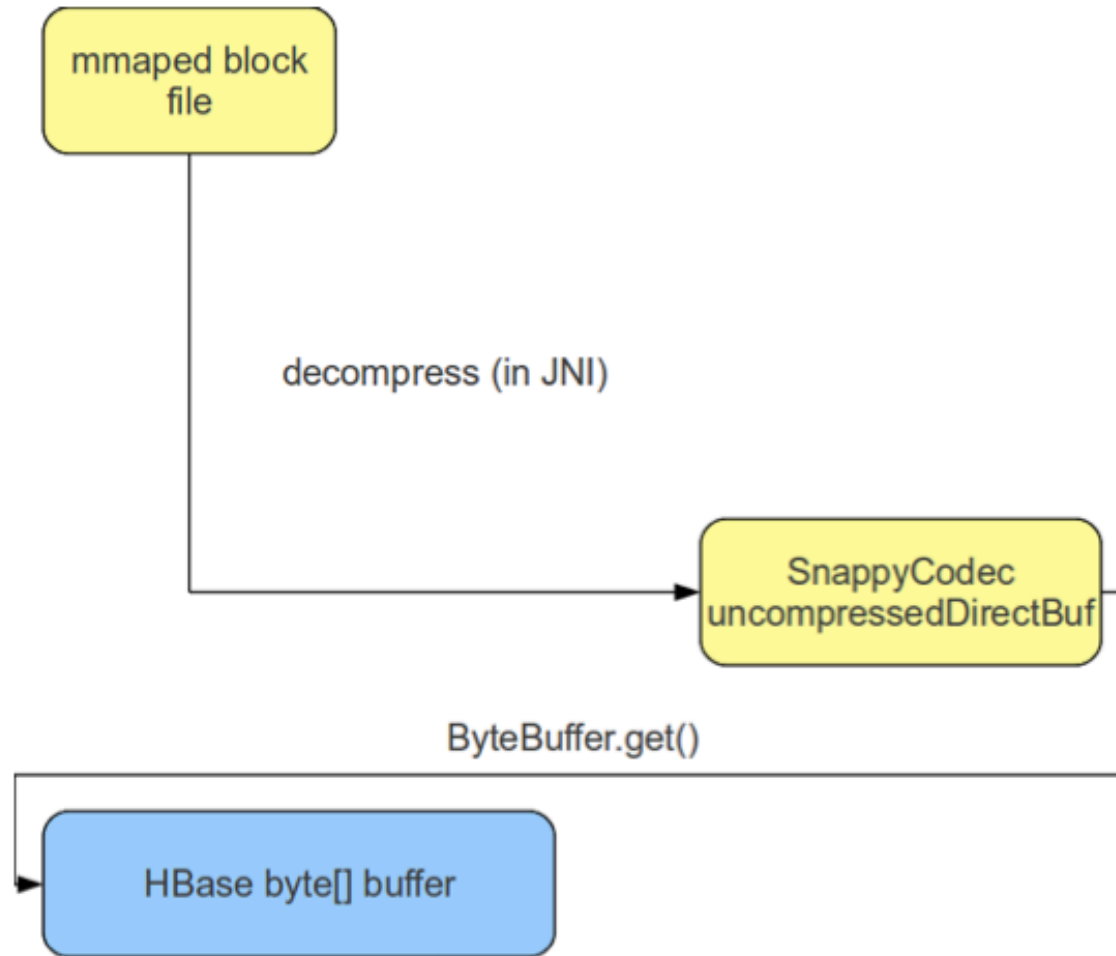 mmaped block
file
decompress (in JNI)
SnappyCodec
uncompressedDirectBuf
ByteBuffer.get()
HBase byte[] buffer